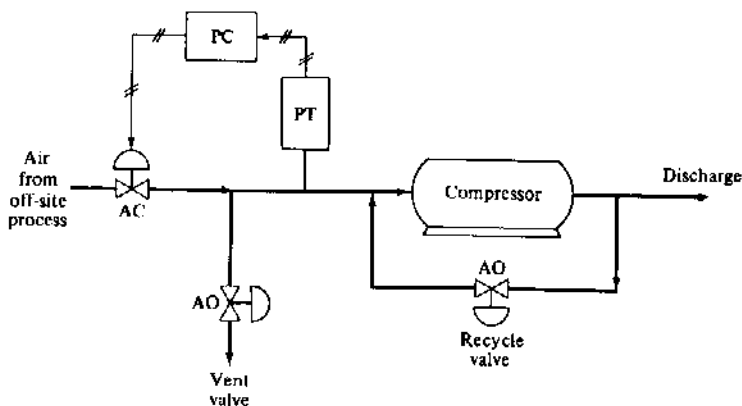 PC
PT
Air
from
off-site
process
AC
Compressor
Discharge
AO
AO
Recycle
valve
Vent
valve